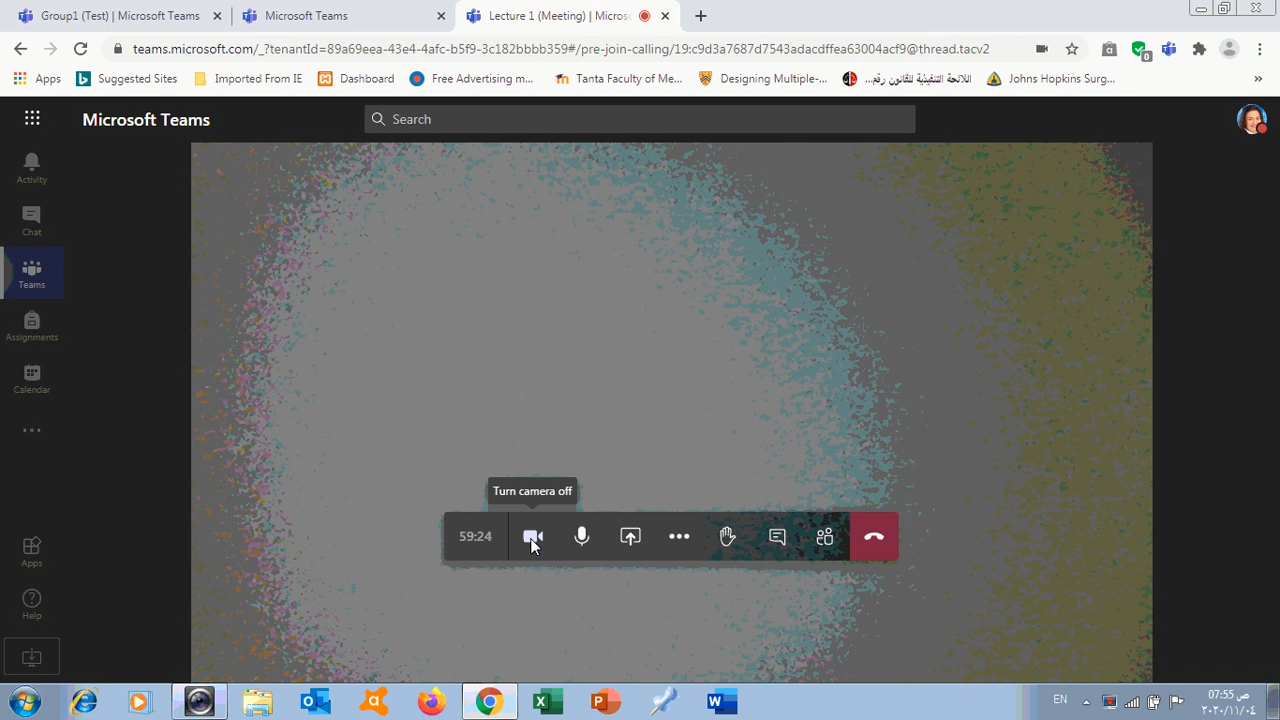 Group1 (Test) | Microsoft Teams
Microsoft Teams
Lecture 1 (Meeting) | Micros
teams.microsoft.com/_?tenantId=89a69eea-43e4-4afc-b5f9-3c182bbbb359#/pre-join-calling/19:c9d3a7687d7543adacdffea63004acf9@thread.tacv2
0
Apps
Suggested Sites
Imported From IE
Dashboard
Free Advertising m...
Tanta Faculty of Me...
Designing Multiple-...
اللائحة التنفيذية للقانون رقم...
Johns Hopkins Surg...
»
Microsoft Teams
Search
Activity
Chat
Teams
Assignments
Calendar
Apps
Help
Turn camera off
59:24
EN
07:55 ص
٢٠٢٠/١١/٠٤